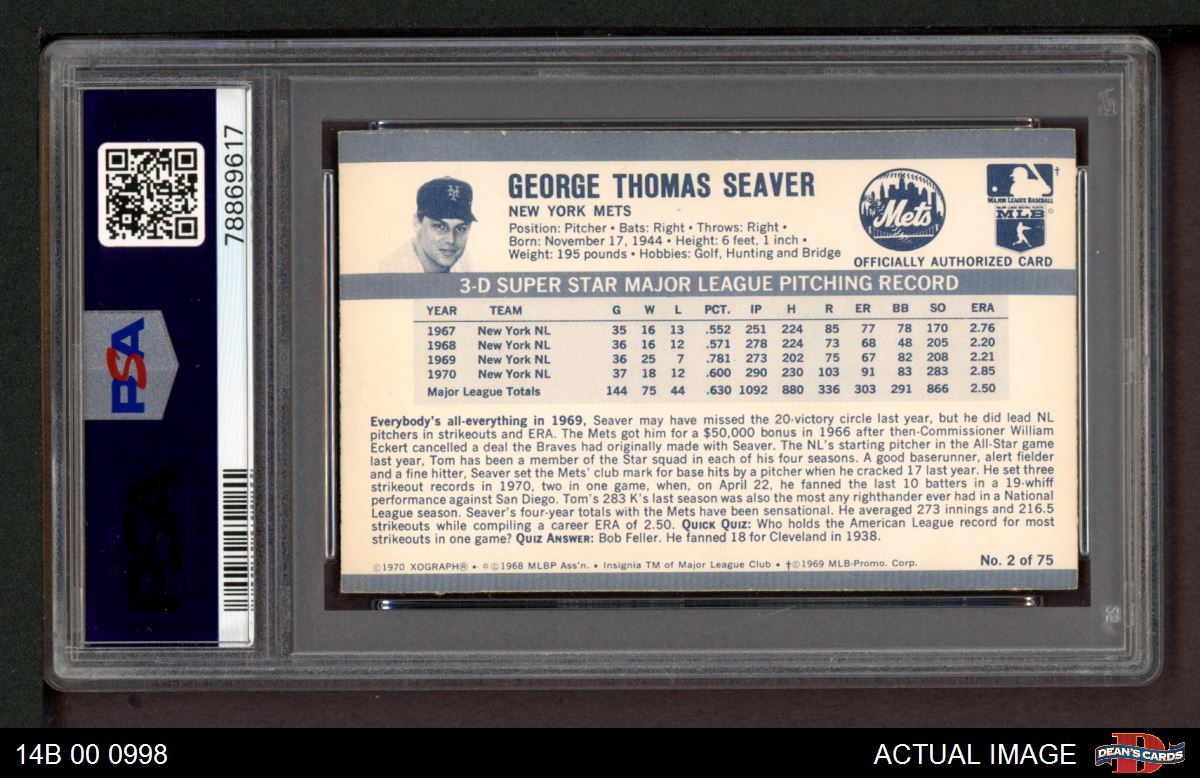 78869617
PSA
PSA
GEORGE THOMAS SEAVER
NEW YORK METS
Position: Pitcher • Bats: Right • Throws: Right •
Born: November 17, 1944 • Height: 6 feet, 1 inch •
Weight: 195 pounds • Hobbies: Golf, Hunting and Bridge
Mets
MAJOR LEAGUE BASEBALL †
MLB
OFFICIALLY AUTHORIZED CARD
3-D SUPER STAR MAJOR LEAGUE PITCHING RECORD
YEAR TEAM G W L PCT. IP H R ER BB SO ERA
1967 New York NL 35 16 13 .552 251 224 85 77 78 170 2.76
1968 New York NL 36 16 12 .571 278 224 73 68 48 205 2.20
1969 New York NL 36 25 7 .781 273 202 75 67 82 208 2.21
1970 New York NL 37 18 12 .600 290 230 103 91 83 283 2.85
Major League Totals 144 75 44 .630 1092 880 336 303 291 866 2.50
Everybody's all-everything in 1969, Seaver may have missed the 20-victory circle last year, but he did lead NL
pitchers in strikeouts and ERA. The Mets got him for a $50,000 bonus in 1966 after then-Commissioner William
Eckert cancelled a deal the Braves had originally made with Seaver. The NL's starting pitcher in the All-Star game
last year, Tom has been a member of the Star squad in each of his four seasons. A good baserunner, alert fielder
and a fine hitter, Seaver set the Mets' club mark for base hits by a pitcher when he cracked 17 last year. He set three
strikeout records in 1970, two in one game, when, on April 22, he fanned the last 10 batters in a 19-whiff
performance against San Diego. Tom's 283 K's last season was also the most any righthander ever had in a National
League season. Seaver's four-year totals with the Mets have been sensational. He averaged 273 innings and 216.5
strikeouts while compiling a career ERA of 2.50. QUICK QUIZ: Who holds the American League record for most
strikeouts in one game? QUIZ ANSWER: Bob Feller. He fanned 18 for Cleveland in 1938.
©1970 XOGRAPH® • ©1968 MLBP Ass'n. • Insignia TM of Major League Club • †©1969 MLB-Promo. Corp.
No. 2 of 75
14B 00 0998
ACTUAL IMAGE
DEAN'S CARDS